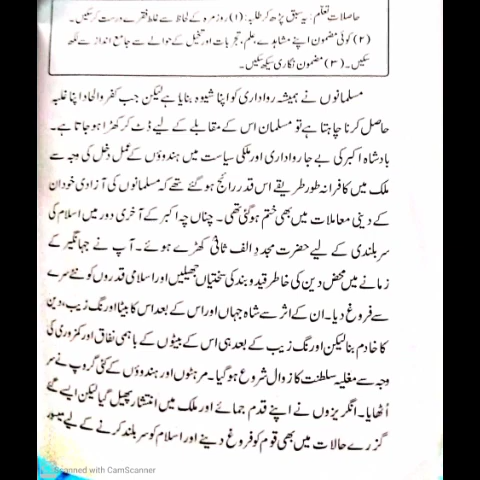 حاصلاتِ تعلّم: یہ سبق پڑھ کر طلبہ: (۱) روزمرہ کے لحاظ سے غلط فقرے درست کر سکیں۔
(۲) کوئی مضمون اپنے مشاہدے، علم، تجربات اور تخیل کے حوالے سے جامع انداز سے لکھ
سکیں۔ (۳) مضمون نگاری سیکھ سکیں۔
مسلمانوں نے ہمیشہ رواداری کو اپنا شیوہ بنایا ہے لیکن جب کفر و الحاد اپنا غلبہ
حاصل کرنا چاہتا ہے تو مسلمان اس کے مقابلے کے لیے ڈٹ کر کھڑا ہو جاتا ہے۔
بادشاہ اکبر کی بے جا رواداری اور ملکی سیاست میں ہندوؤں کے عمل دخل کی وجہ سے
ملک میں کافرانہ طور طریقے اس قدر رائج ہو گئے تھے کہ مسلمانوں کی آزادی خود ان
کے دینی معاملات میں بھی ختم ہو گئی تھی۔ چناں چہ اکبر کے آخری دور میں اسلام کی
سربلندی کے لیے حضرت مجدد الف ثانیؒ کھڑے ہوئے۔ آپ نے جہانگیر کے
زمانے میں محض دین کی خاطر قید و بند کی سختیاں جھیلیں اور اسلامی قدروں کو نئے سرے
سے فروغ دیا۔ ان کے اثر سے شاہ جہاں اور اس کے بعد اس کا بیٹا اورنگ زیب، دین
کا خادم بنا لیکن اورنگ زیب کے بعد ہی اس کے بیٹوں کے باہمی نفاق اور کمزوری کی
وجہ سے مغلیہ سلطنت کا زوال شروع ہو گیا۔ مرہٹوں اور ہندوؤں کے کئی گروپ نے سر
اُٹھایا۔ انگریزوں نے اپنے قدم جمائے اور ملک میں انتشار پھیل گیا لیکن ایسے گئے
گزرے حالات میں بھی قوم کو فروغ دینے اور اسلام کو سربلند کرنے کے لیے میسور
Scanned with CamScanner